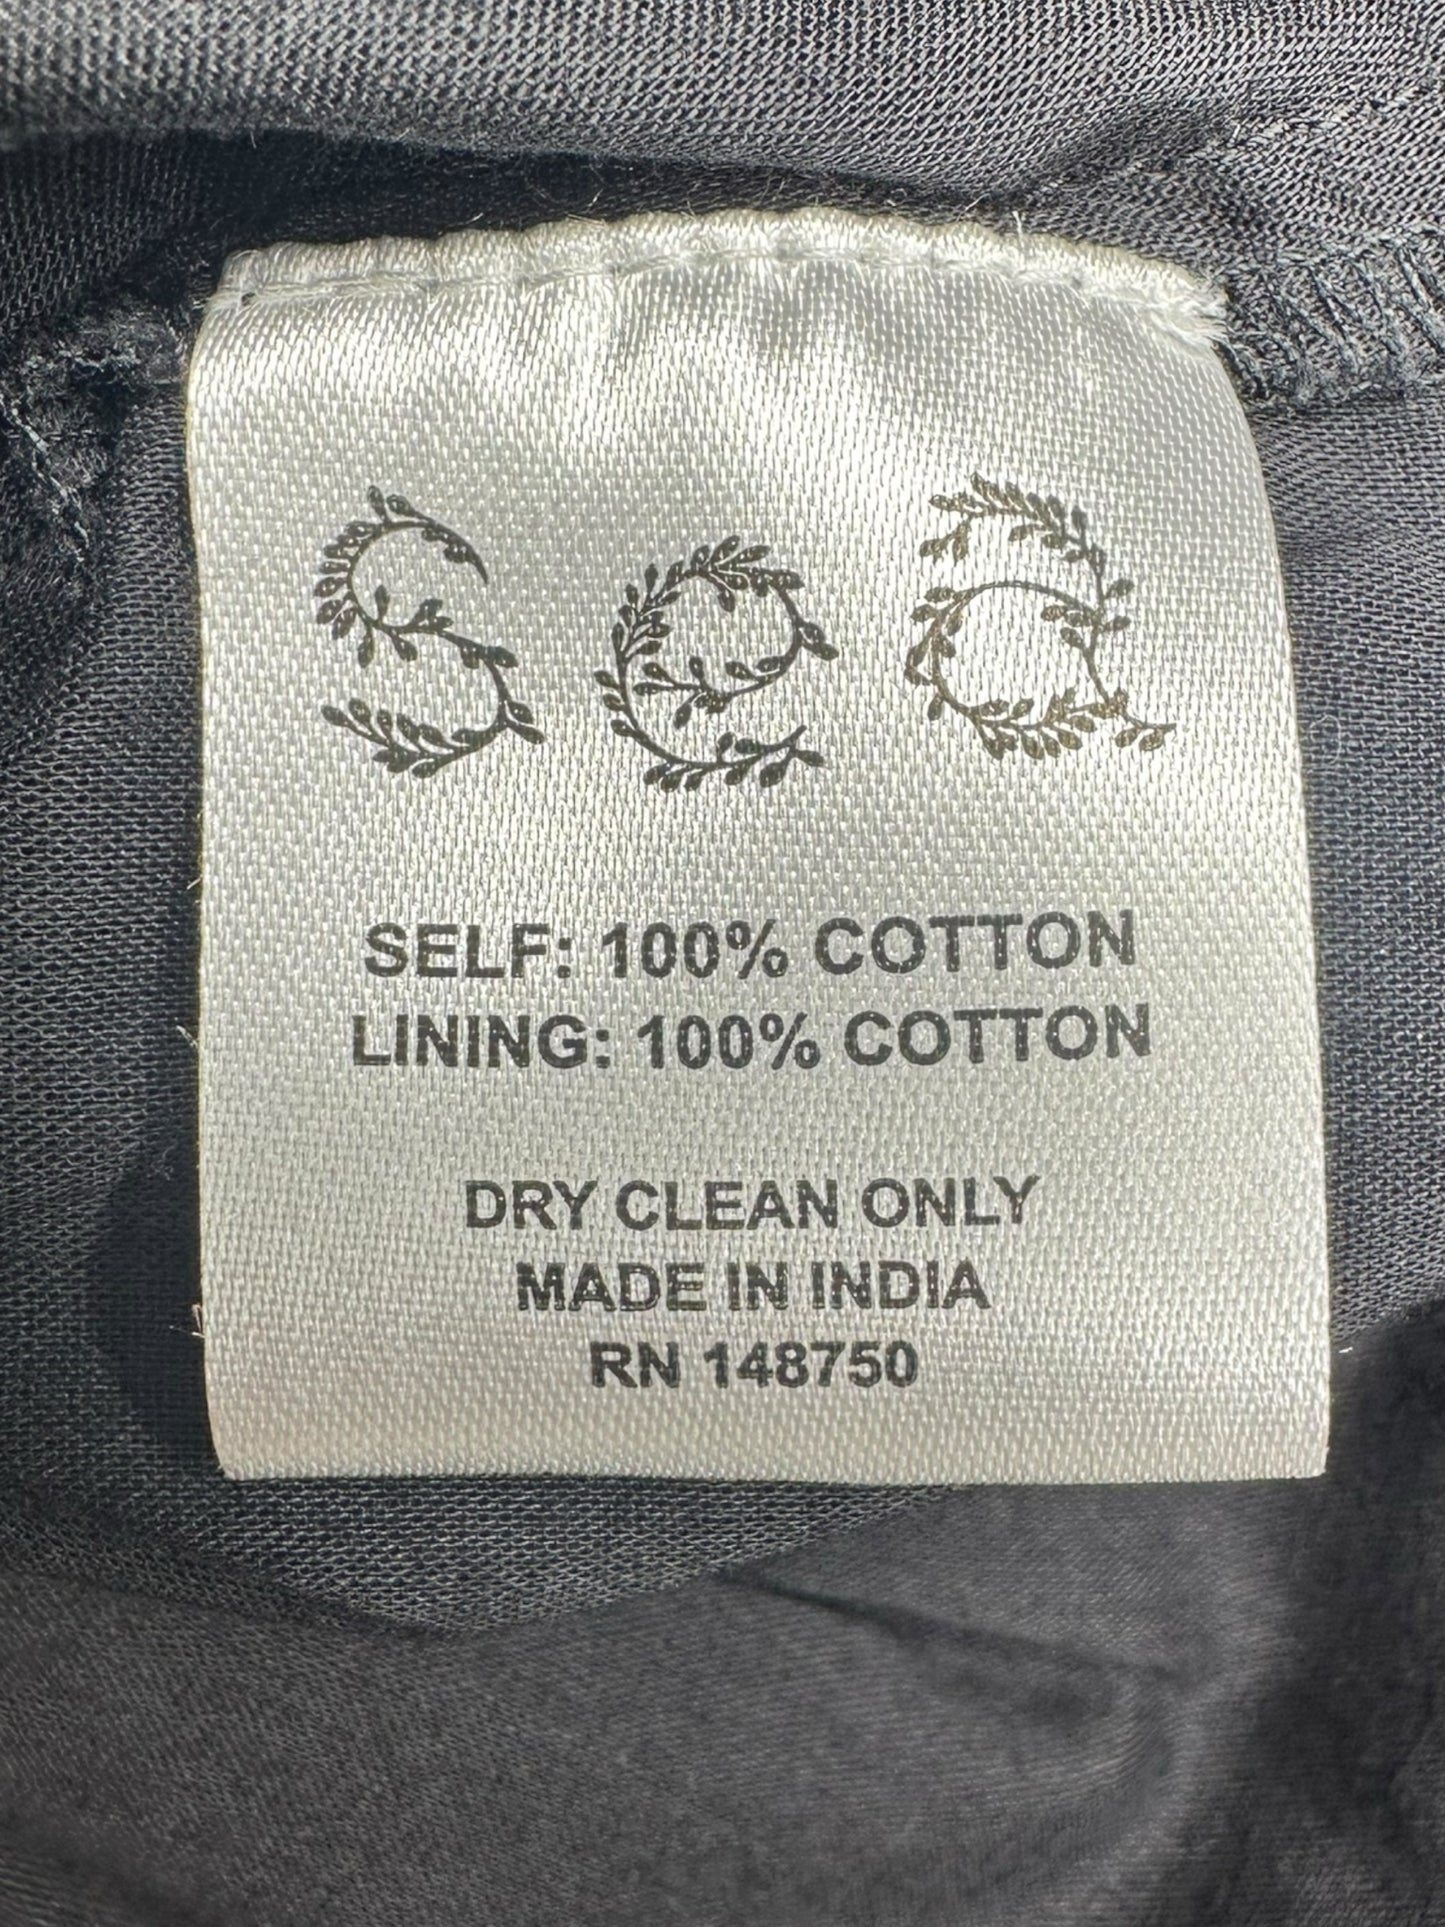 sea
SELF: 100% COTTON
LINING: 100% COTTON
DRY CLEAN ONLY
MADE IN INDIA
RN 148750